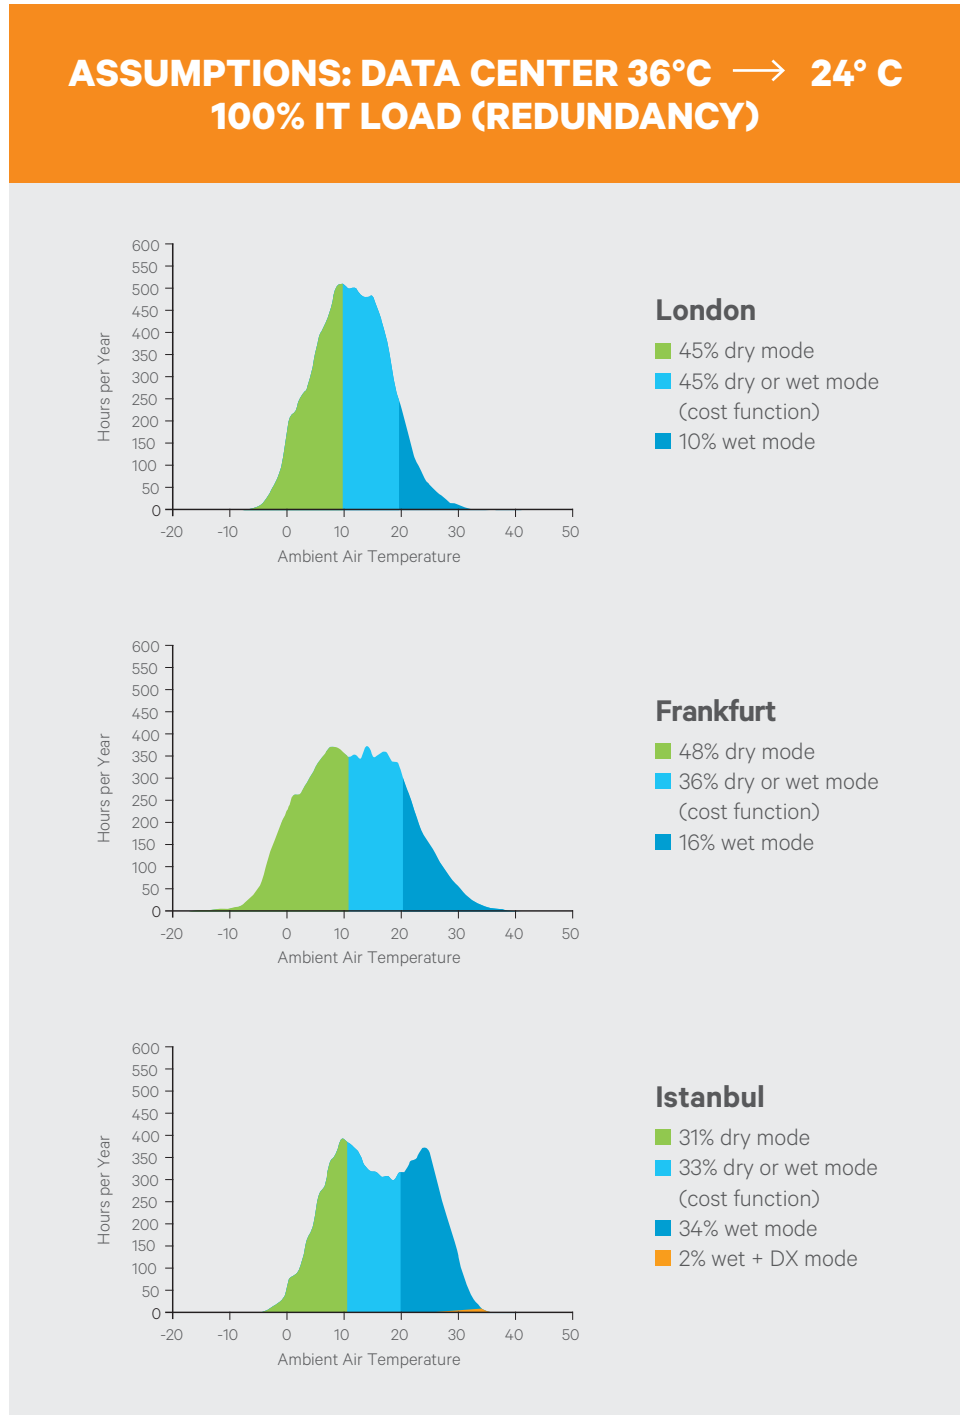 ASSUMPTIONS: DATA CENTER 36°C → 24° C
100% IT LOAD (REDUNDANCY)
600
550
500
450
400
350
300
250
200
150
100
50
0
Hours per Year
-20 -10 0 10 20 30 40 50
Ambient Air Temperature
London
45% dry mode
45% dry or wet mode
(cost function)
10% wet mode
600
550
500
450
400
350
300
250
200
150
100
50
0
Hours per Year
-20 -10 0 10 20 30 40 50
Ambient Air Temperature
Frankfurt
48% dry mode
36% dry or wet mode
(cost function)
16% wet mode
600
550
500
450
400
350
300
250
200
150
100
50
0
Hours per Year
-20 -10 0 10 20 30 40 50
Ambient Air Temperature
Istanbul
31% dry mode
33% dry or wet mode
(cost function)
34% wet mode
2% wet + DX mode